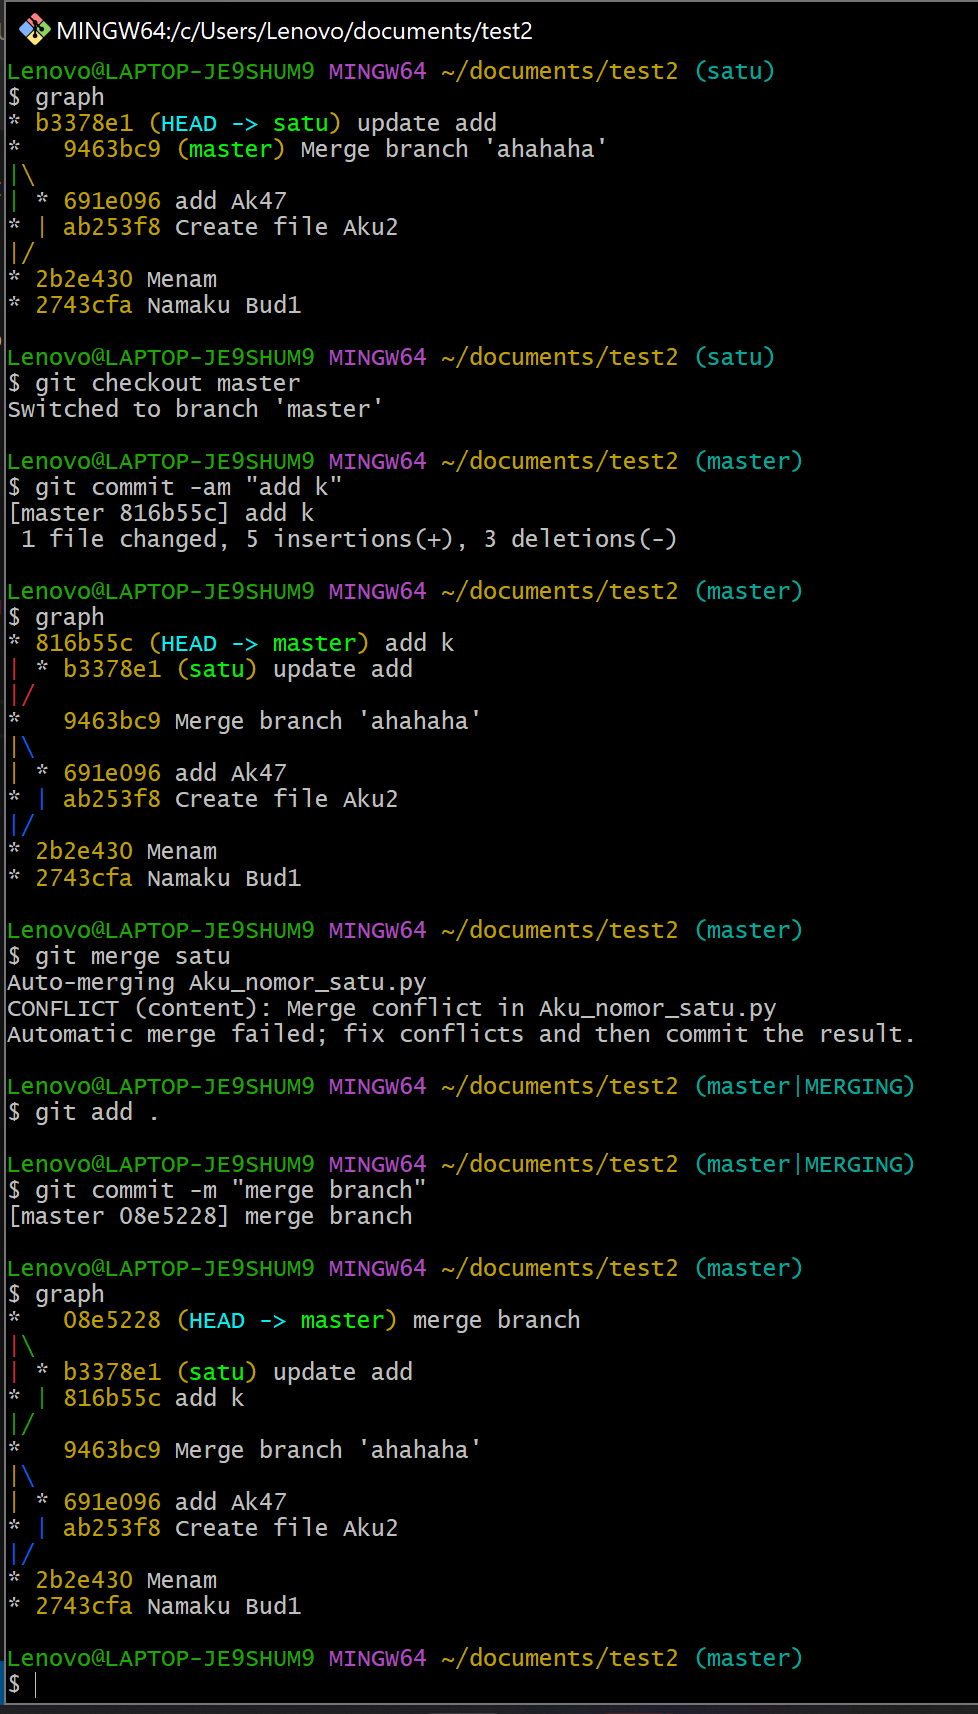 MINGW64:/c/Users/Lenovo/documents/test2
Lenovo@LAPTOP-JE9SHUM9 MINGW64 ~/documents/test2 (satu)
$ graph
* b3378e1 (HEAD -> satu) update add
*   9463bc9 (master) Merge branch 'ahahaha'
|\
| * 691e096 add Ak47
* | ab253f8 Create file Aku2
|/
* 2b2e430 Menam
* 2743cfa Namaku Bud1
Lenovo@LAPTOP-JE9SHUM9 MINGW64 ~/documents/test2 (satu)
$ git checkout master
Switched to branch 'master'
Lenovo@LAPTOP-JE9SHUM9 MINGW64 ~/documents/test2 (master)
$ git commit -am "add k"
[master 816b55c] add k
 1 file changed, 5 insertions(+), 3 deletions(-)
Lenovo@LAPTOP-JE9SHUM9 MINGW64 ~/documents/test2 (master)
$ graph
* 816b55c (HEAD -> master) add k
| * b3378e1 (satu) update add
|/
*   9463bc9 Merge branch 'ahahaha'
|\
| * 691e096 add Ak47
* | ab253f8 Create file Aku2
|/
* 2b2e430 Menam
* 2743cfa Namaku Bud1
Lenovo@LAPTOP-JE9SHUM9 MINGW64 ~/documents/test2 (master)
$ git merge satu
Auto-merging Aku_nomor_satu.py
CONFLICT (content): Merge conflict in Aku_nomor_satu.py
Automatic merge failed; fix conflicts and then commit the result.
Lenovo@LAPTOP-JE9SHUM9 MINGW64 ~/documents/test2 (master|MERGING)
$ git add .
Lenovo@LAPTOP-JE9SHUM9 MINGW64 ~/documents/test2 (master|MERGING)
$ git commit -m "merge branch"
[master 08e5228] merge branch
Lenovo@LAPTOP-JE9SHUM9 MINGW64 ~/documents/test2 (master)
$ graph
*   08e5228 (HEAD -> master) merge branch
|\
| * b3378e1 (satu) update add
* | 816b55c add k
|/
*   9463bc9 Merge branch 'ahahaha'
|\
| * 691e096 add Ak47
* | ab253f8 Create file Aku2
|/
* 2b2e430 Menam
* 2743cfa Namaku Bud1
Lenovo@LAPTOP-JE9SHUM9 MINGW64 ~/documents/test2 (master)
$